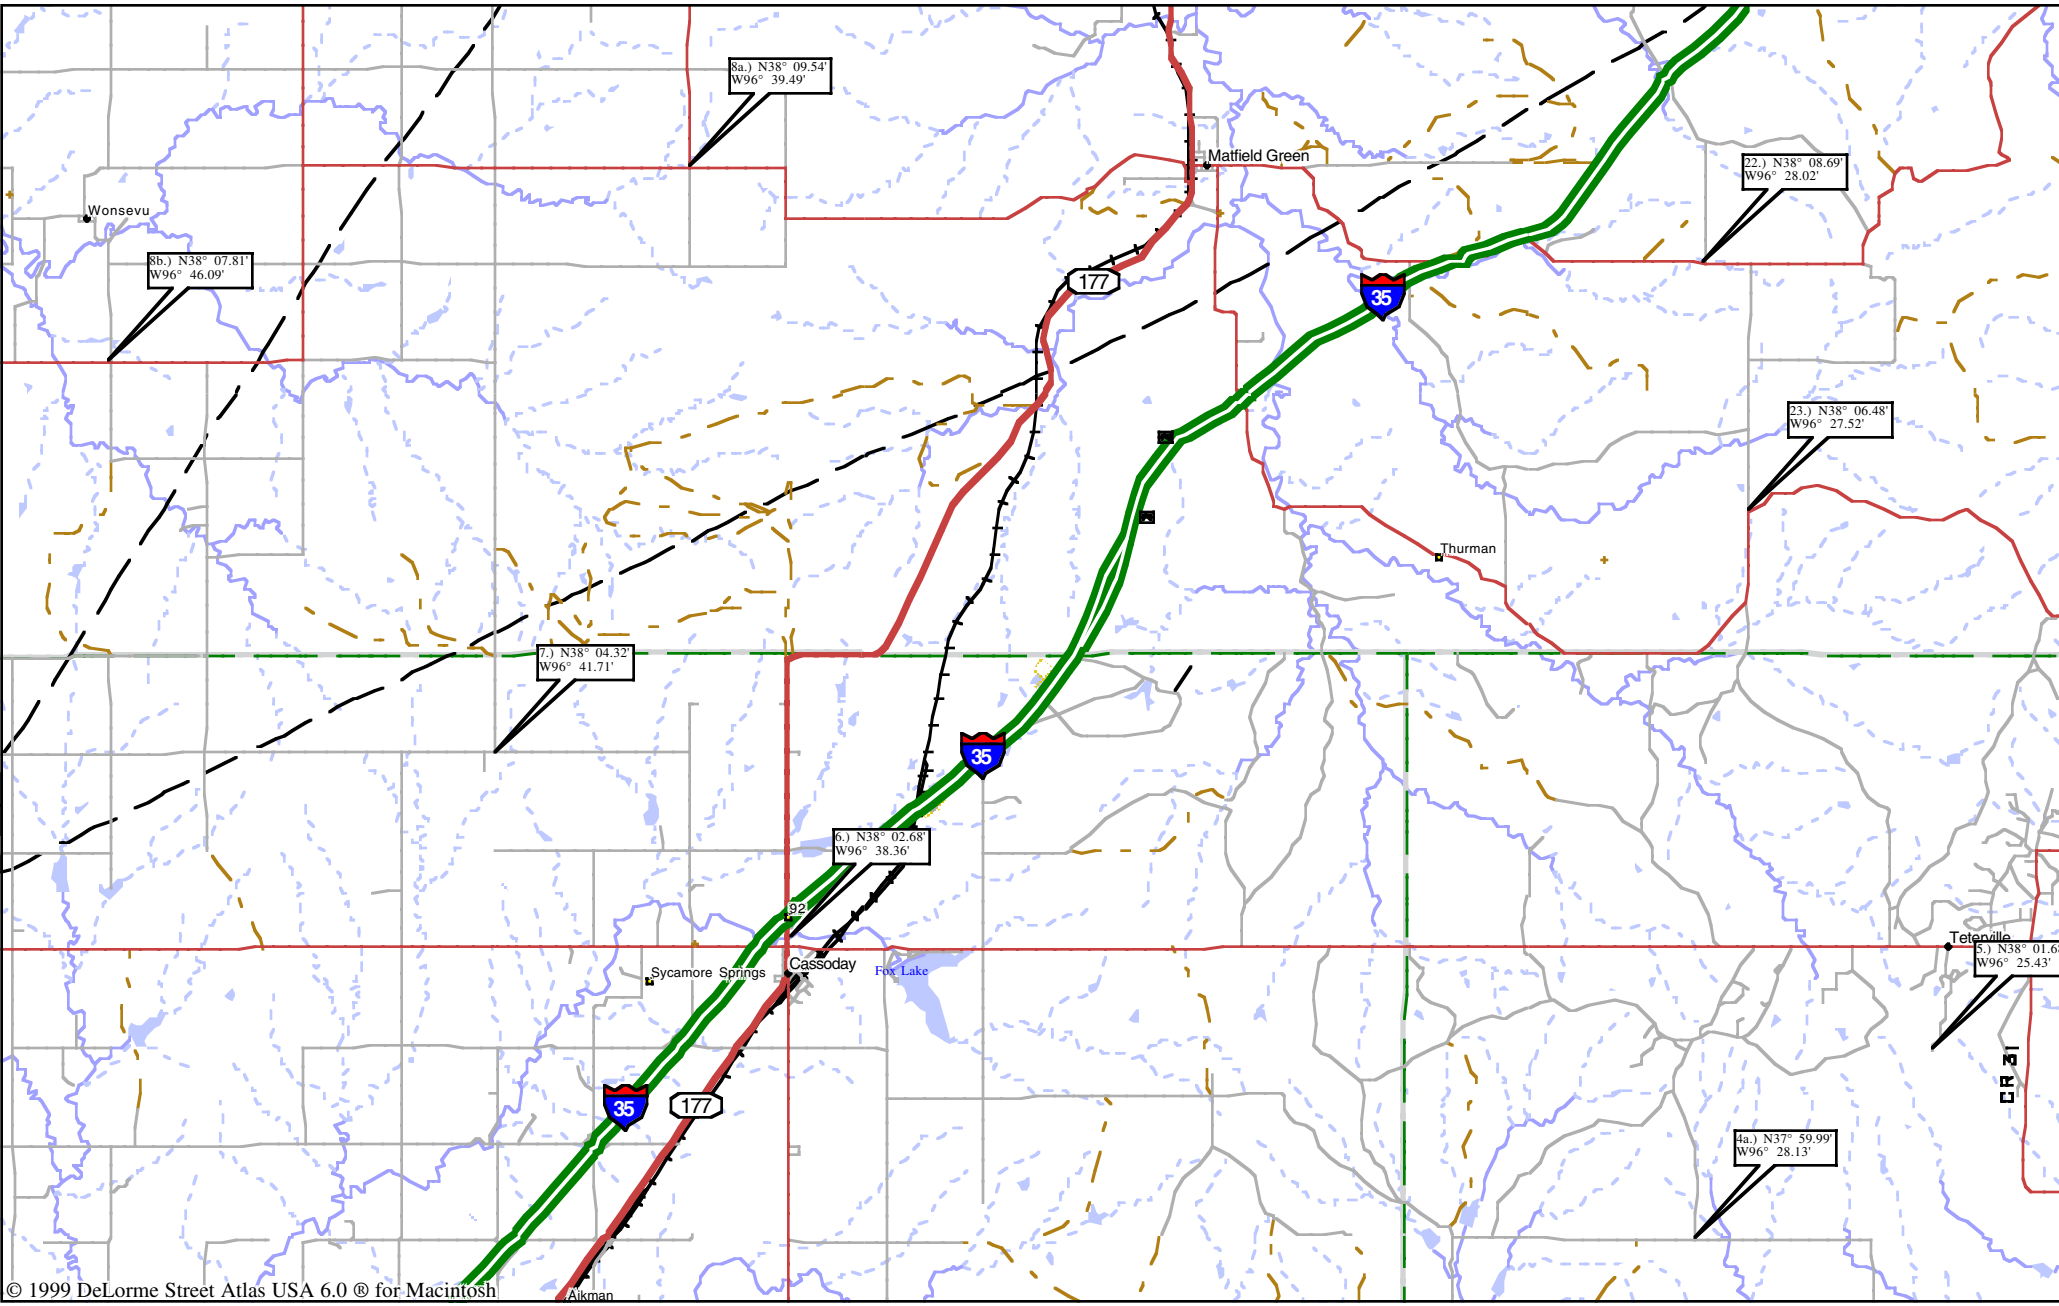 8a.) N38° 09.54'
W96° 39.49'
Matfield Green
22.) N38° 08.69'
W96° 28.02'
Wonsevu
8b.) N38° 07.81'
W96° 46.09'
177
35
23.) N38° 06.48'
W96° 27.52'
Thurman
7.) N38° 04.32'
W96° 41.71'
35
6.) N38° 02.68'
W96° 38.36'
92
Teterville
5.) N38° 01.6
W96° 25.43'
Cassoday
Sycamore Springs
Fox Lake
CR 31
35
177
4a.) N37° 59.99'
W96° 28.13'
© 1999 DeLorme Street Atlas USA 6.0 ® for Macintosh
Aikman